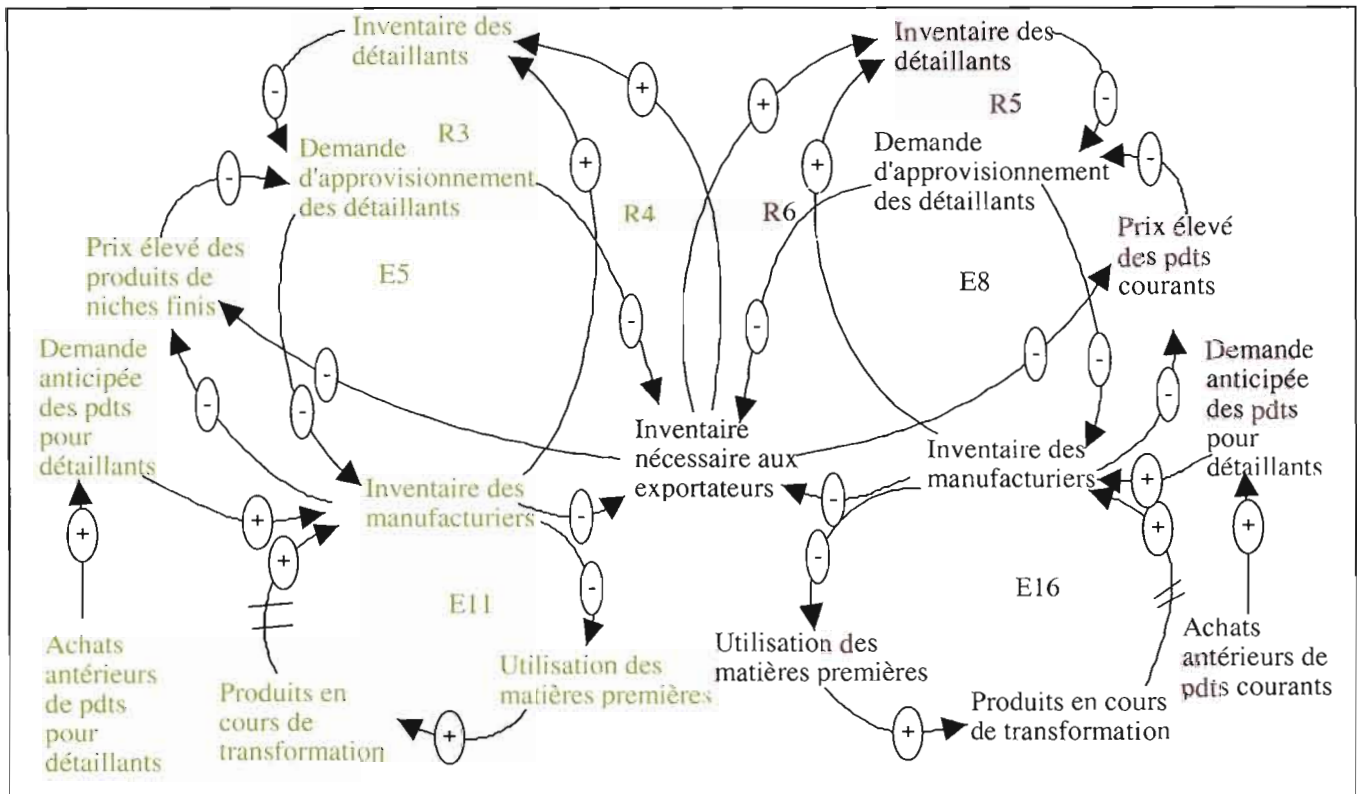 Inventaire des
détaillants
Inventaire des
détaillants
-
+
+
-
R3
R5
Demande
d'approvisionnement
des détaillants
Demande
d'approvisionnement
des détaillants
-
+
+
-
R4
R6
Prix élevé des
produits de
niches finis
Prix élevé
des pdts
courants
E5
E8
-
-
-
-
-
-
Demande
anticipée
des pdts
pour
détaillants
Demande
anticipée
des pdts
pour
détaillants
-
-
-
-
Inventaire
nécessaire aux
exportateurs
Inventaire des
manufacturiers
Inventaire des
manufacturiers
+
+
+
-
-
+
+
+
-
-
E11
E16
Achats
antérieurs
de pdts
pour
détaillants
Achats
antérieurs de
pdts courants
Utilisation des
matières premières
Utilisation des
matières premières
Produits en
cours de
transformation
Produits en cours
de transformation
+
+